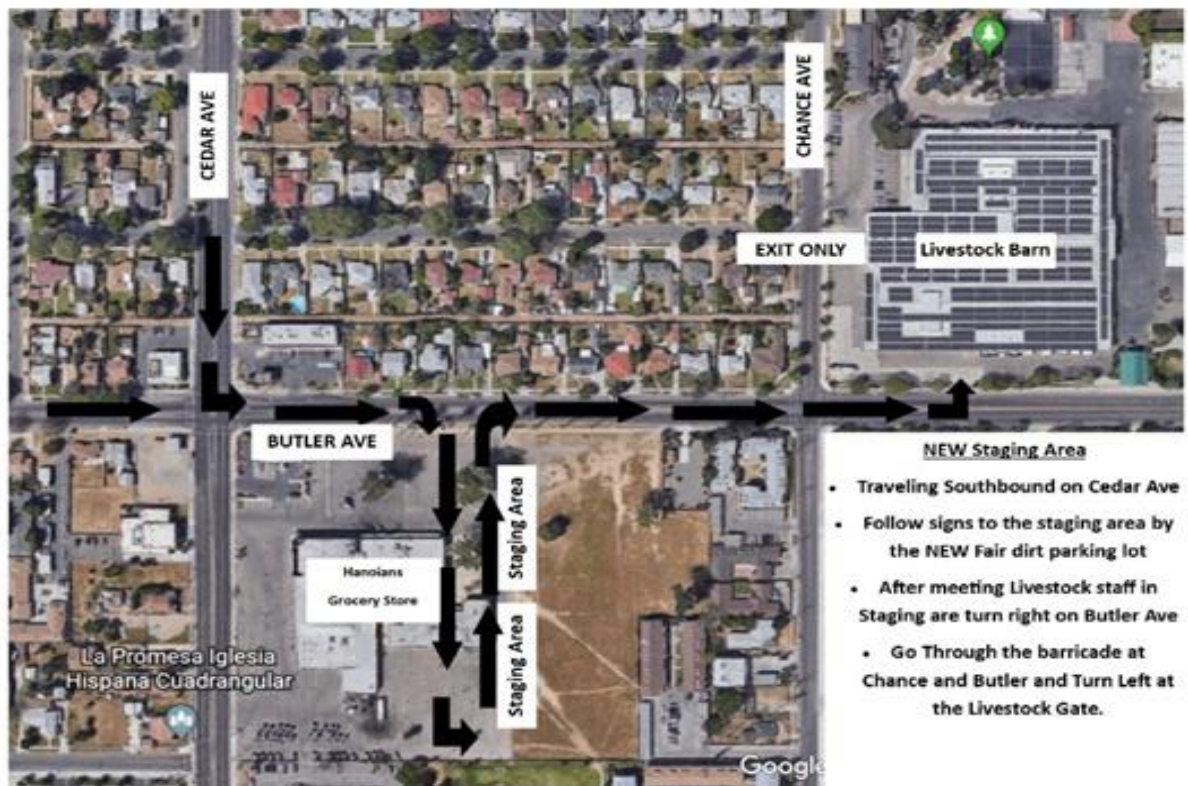 CEDAR AVE
CHANCE AVE
EXIT ONLY
Livestock Barn
BUTLER AVE
Staging Area
Staging Area
Hanoians
Grocery Store
La Promesa Iglesia
Hispana Cuadrangular
Google
NEW Staging Area
• Traveling Southbound on Cedar Ave
• Follow signs to the staging area by
the NEW Fair dirt parking lot
• After meeting Livestock staff in
Staging are turn right on Butler Ave
• Go Through the barricade at
Chance and Butler and Turn Left at
the Livestock Gate.